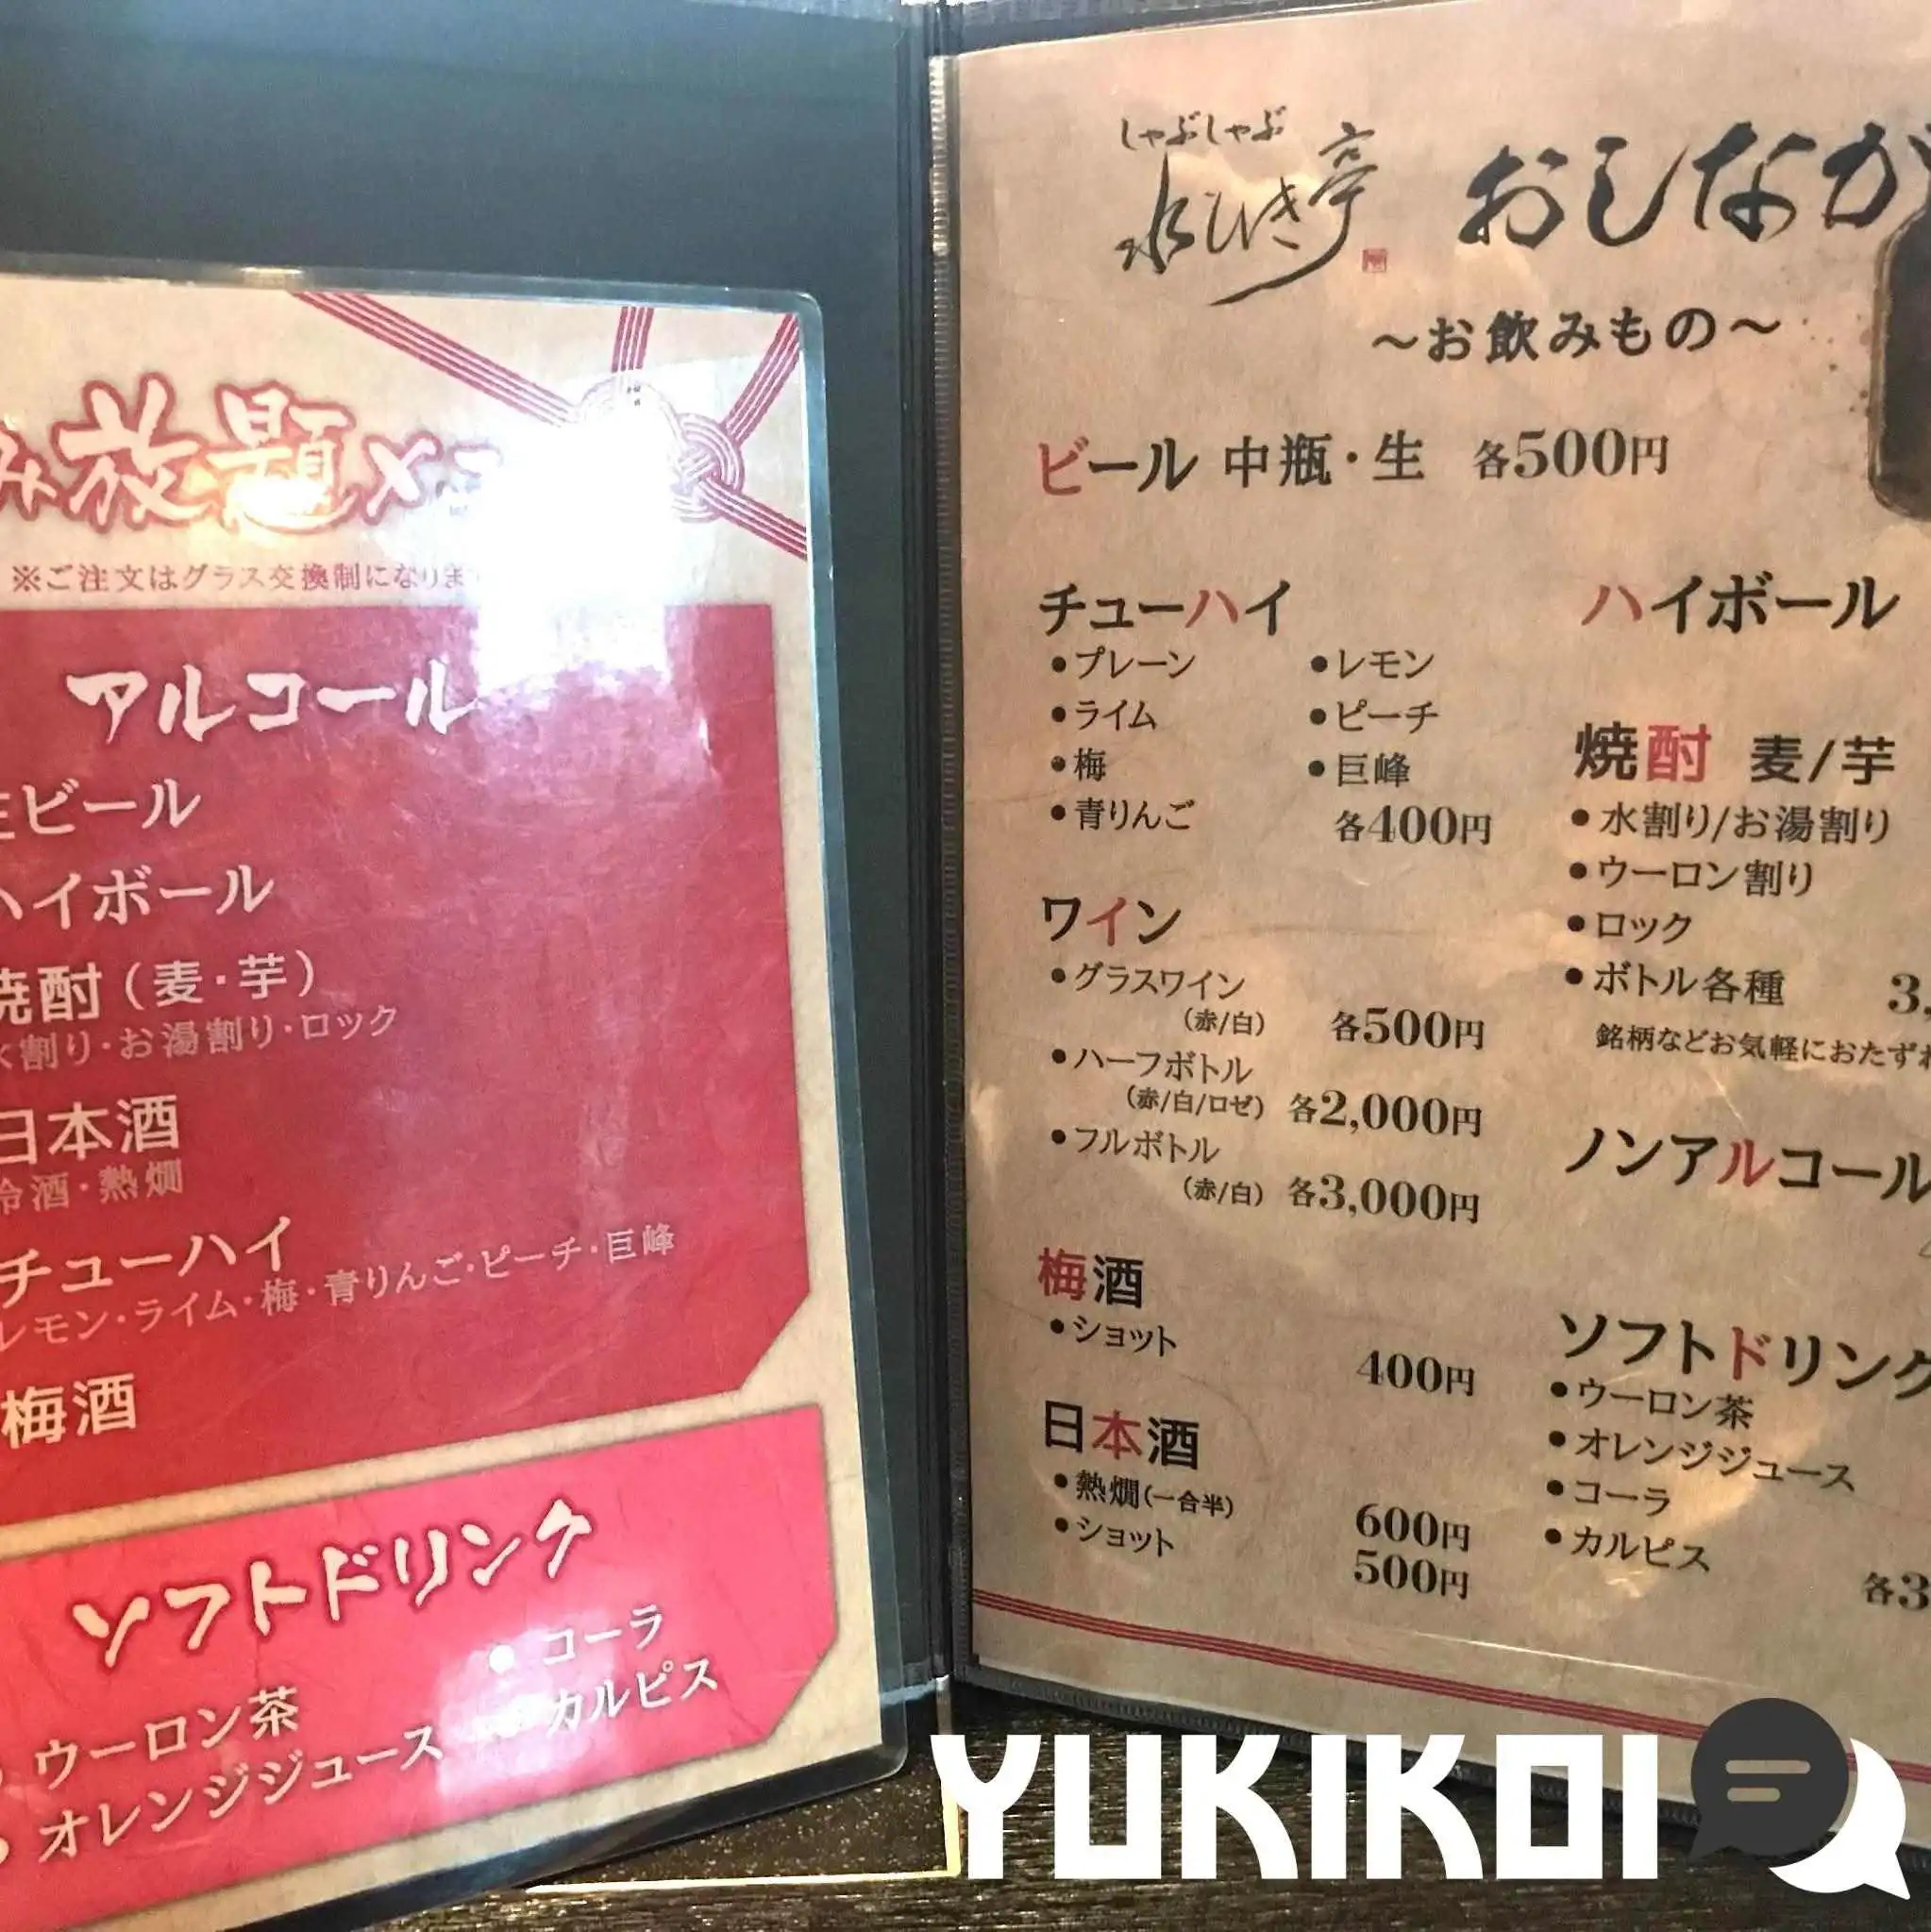 み放題メニ
※ご注文はグラス交換制になりま
アルコール
生ビール
ハイボール
焼酎(麦・芋)
水割り・お湯割り・ロック
日本酒
冷酒・熱燗
チューハイ
レモン・ライム・梅・青りんご・ピーチ・巨峰
梅酒
ソフトドリンク
ウーロン茶
オレンジジュース
● コーラ
カルピス
しゃぶしゃぶ
水ひき亭
おしなが
～お飲みもの～
ビール 中瓶・生 各500円
チューハイ
●プレーン ●レモン
●ライム ●ピーチ
●梅 ●巨峰
●青りんご 各400円
ワイン
●グラスワイン
(赤/白) 各500円
●ハーフボトル
(赤/白/ロゼ) 各2,000円
●フルボトル
(赤/白) 各3,000円
梅酒
●ショット
400円
日本酒
●熱燗(一合半) 600円
●ショット 500円
ハイボール
焼酎 麦/芋
●水割り/お湯割り
●ウーロン割り
●ロック
●ボトル各種 3,
銘柄などお気軽におたずね
ノンアルコール
ソフトドリンク
●ウーロン茶
●オレンジジュース
●コーラ
●カルピス
各3
YUKIKOI